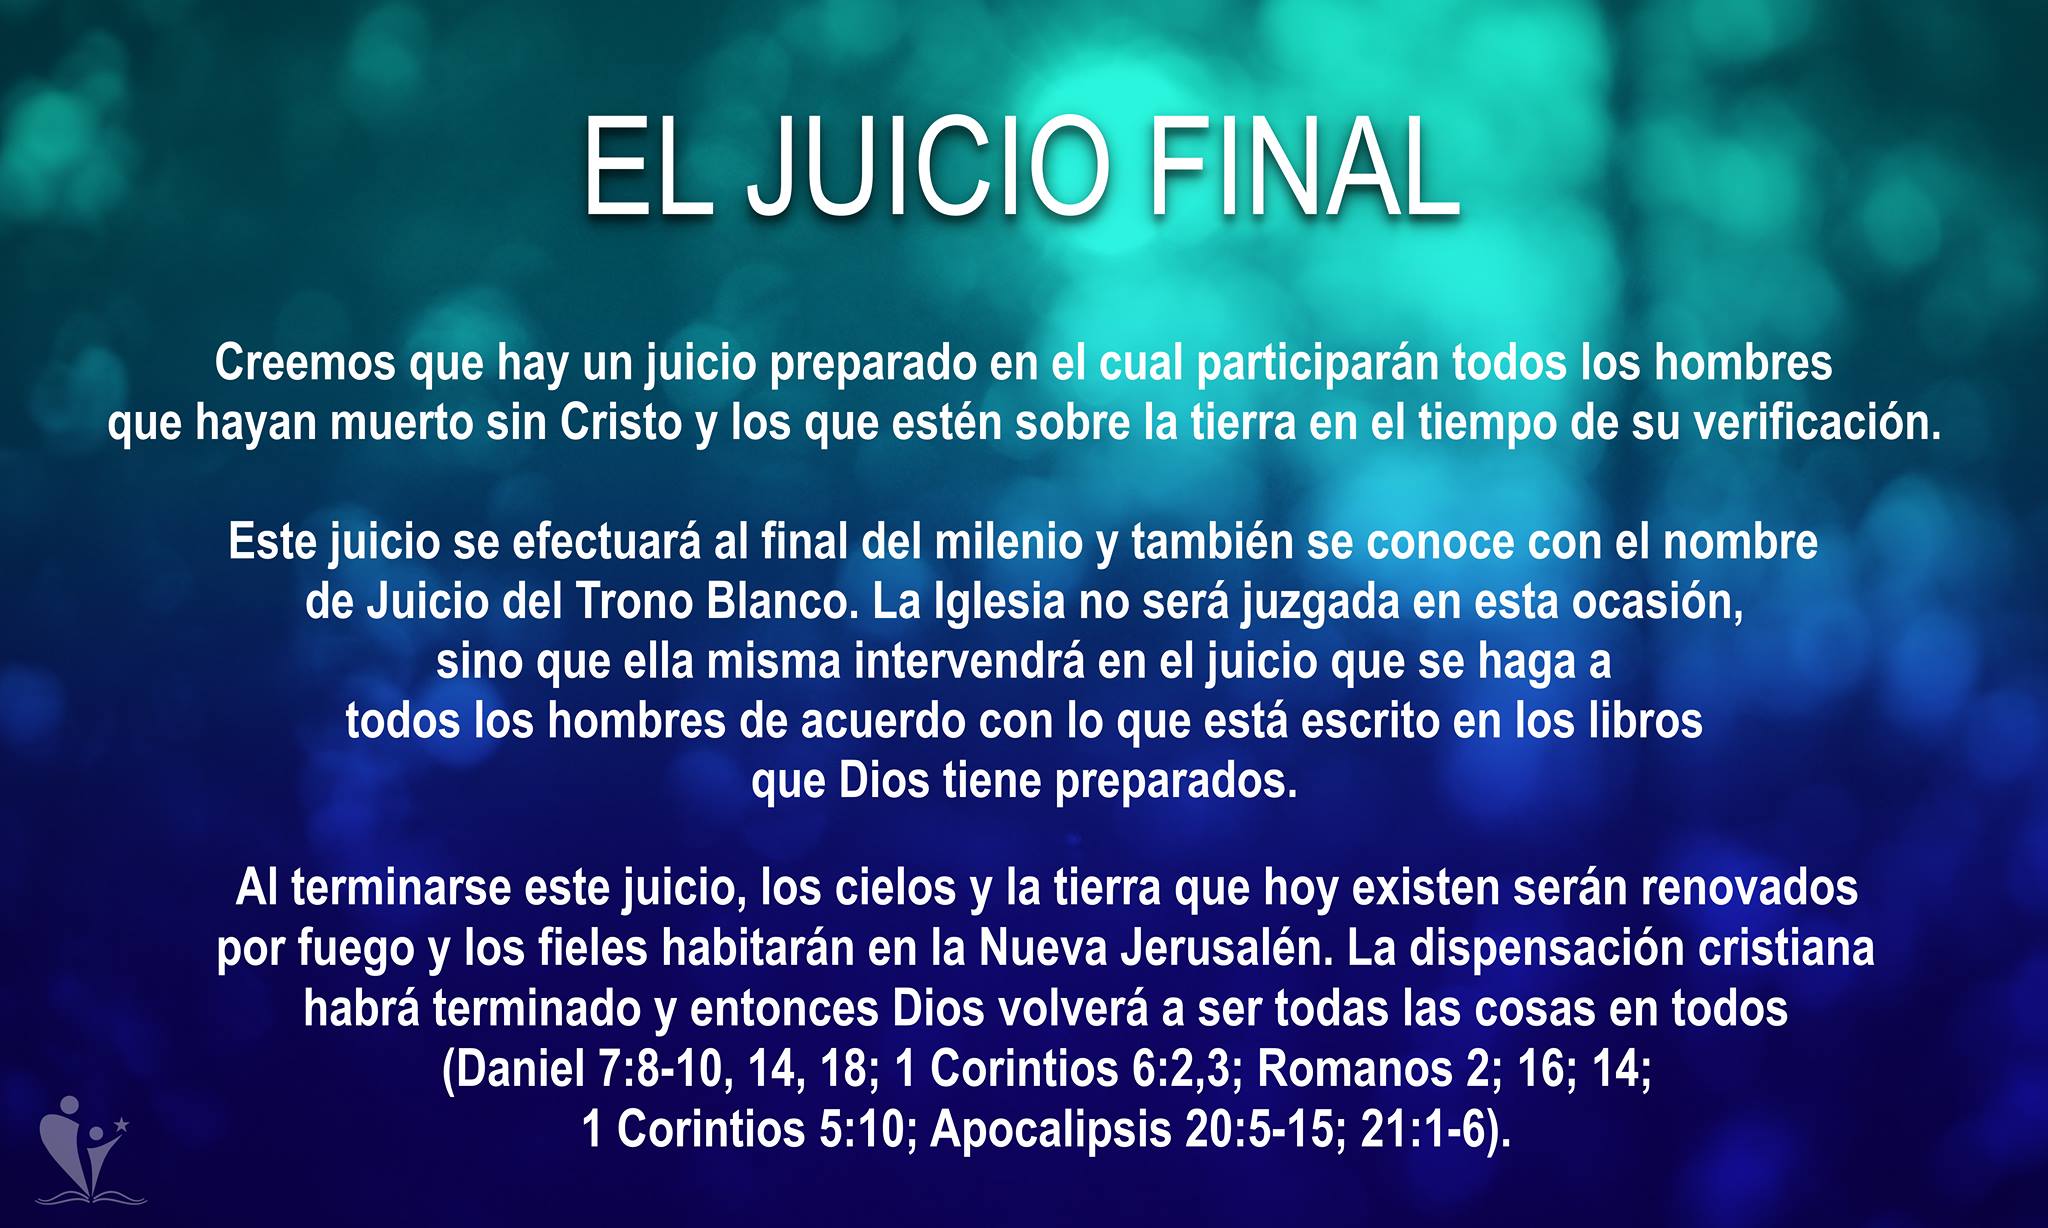 EL JUICIO FINAL
Creemos que hay un juicio preparado en el cual participarán todos los hombres
que hayan muerto sin Cristo y los que estén sobre la tierra en el tiempo de su verificación.
Este juicio se efectuará al final del milenio y también se conoce con el nombre
de Juicio del Trono Blanco. La Iglesia no será juzgada en esta ocasión,
sino que ella misma intervendrá en el juicio que se haga a
todos los hombres de acuerdo con lo que está escrito en los libros
que Dios tiene preparados.
Al terminarse este juicio, los cielos y la tierra que hoy existen serán renovados
por fuego y los fieles habitarán en la Nueva Jerusalén. La dispensación cristiana
habrá terminado y entonces Dios volverá a ser todas las cosas en todos
(Daniel 7:8-10, 14, 18; 1 Corintios 6:2,3; Romanos 2; 16; 14;
1 Corintios 5:10; Apocalipsis 20:5-15; 21:1-6).